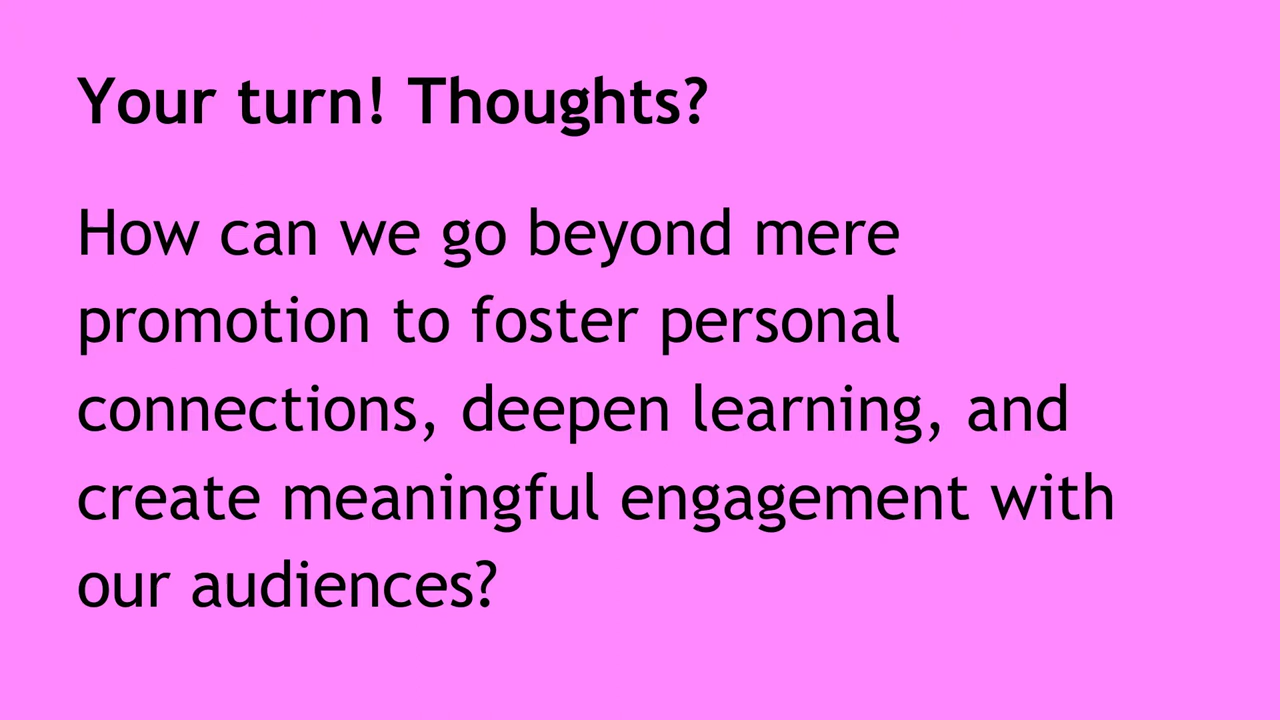 Your turn! Thoughts?
How can we go beyond mere
promotion to foster personal
connections, deepen learning, and
create meaningful engagement with
our audiences?